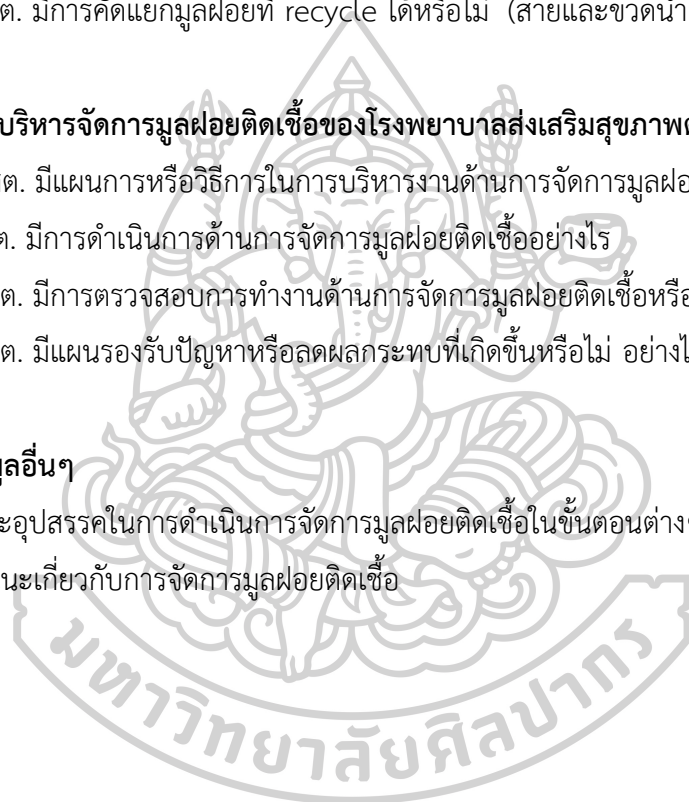 ต. มีการคัดแยกมูลฝอยที่ recycle ได้หรือไม่ (สายและขวดน้ำ
บริหารจัดการมูลฝอยติดเชื้อของโรงพยาบาลส่งเสริมสุขภาพต
สต. มีแผนการหรือวิธีการในการบริหารงานด้านการจัดการมูลฝอ
ต. มีการดำเนินการด้านการจัดการมูลฝอยติดเชื้ออย่างไร
ต. มีการตรวจสอบการทำงานด้านการจัดการมูลฝอยติดเชื้อหรือ
ต. มีแผนรองรับปัญหาหรือลดผลกระทบที่เกิดขึ้นหรือไม่ อย่างไ
มูลอื่นๆ
ะอุปสรรคในการดำเนินการจัดการมูลฝอยติดเชื้อในขั้นตอนต่างๆ
นะเกี่ยวกับการจัดการมูลฝอยติดเชื้อ
มหาวิทยาลัยศิลปากร